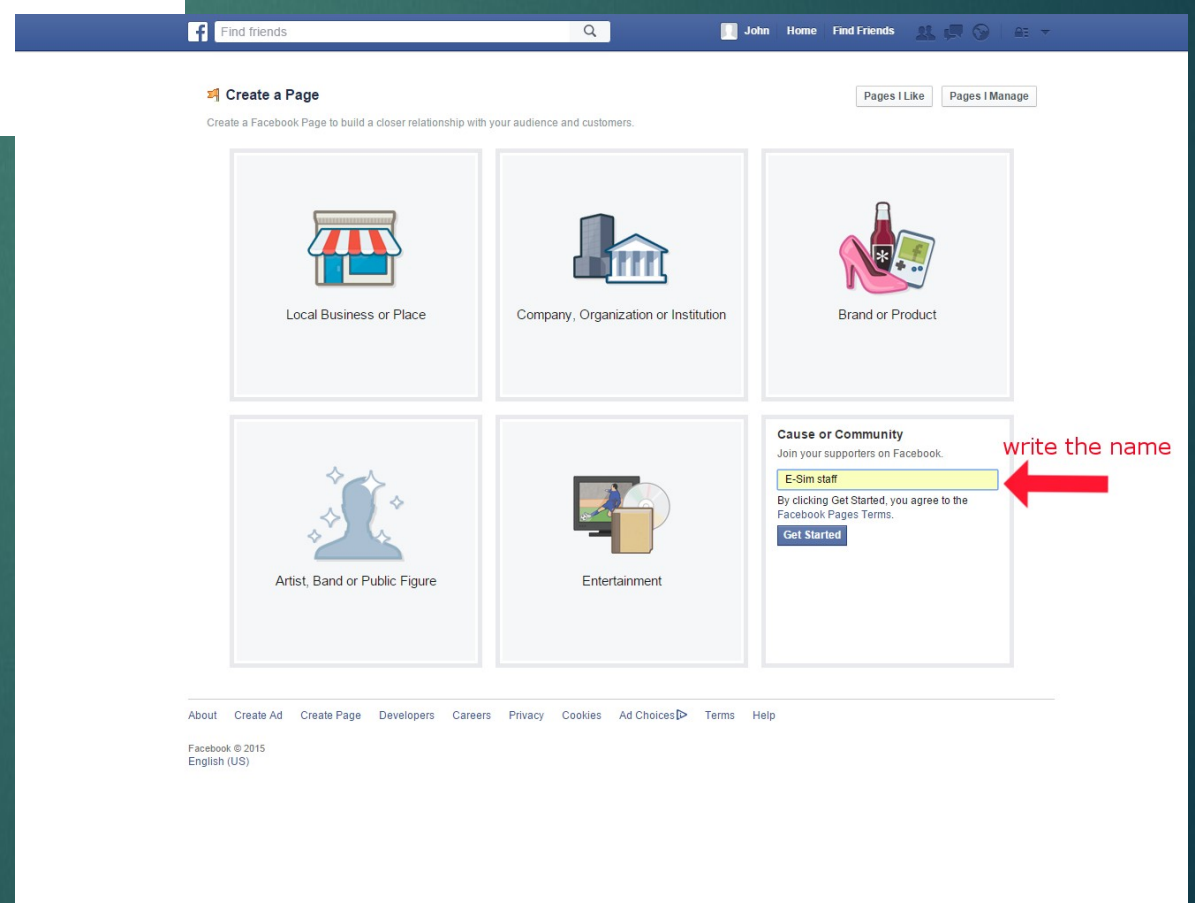 Find friends
John Home Find Friends
Create a Page
Pages I Like Pages I Manage
Create a Facebook Page to build a closer relationship with your audience and customers.
Local Business or Place
Company, Organization or Institution
Brand or Product
Cause or Community
Join your supporters on Facebook.
write the name
E-Sim staff
By clicking Get Started, you agree to the
Facebook Pages Terms.
Get Started
Artist, Band or Public Figure
Entertainment
About Create Ad Create Page Developers Careers Privacy Cookies Ad Choices Terms Help
Facebook © 2015
English (US)